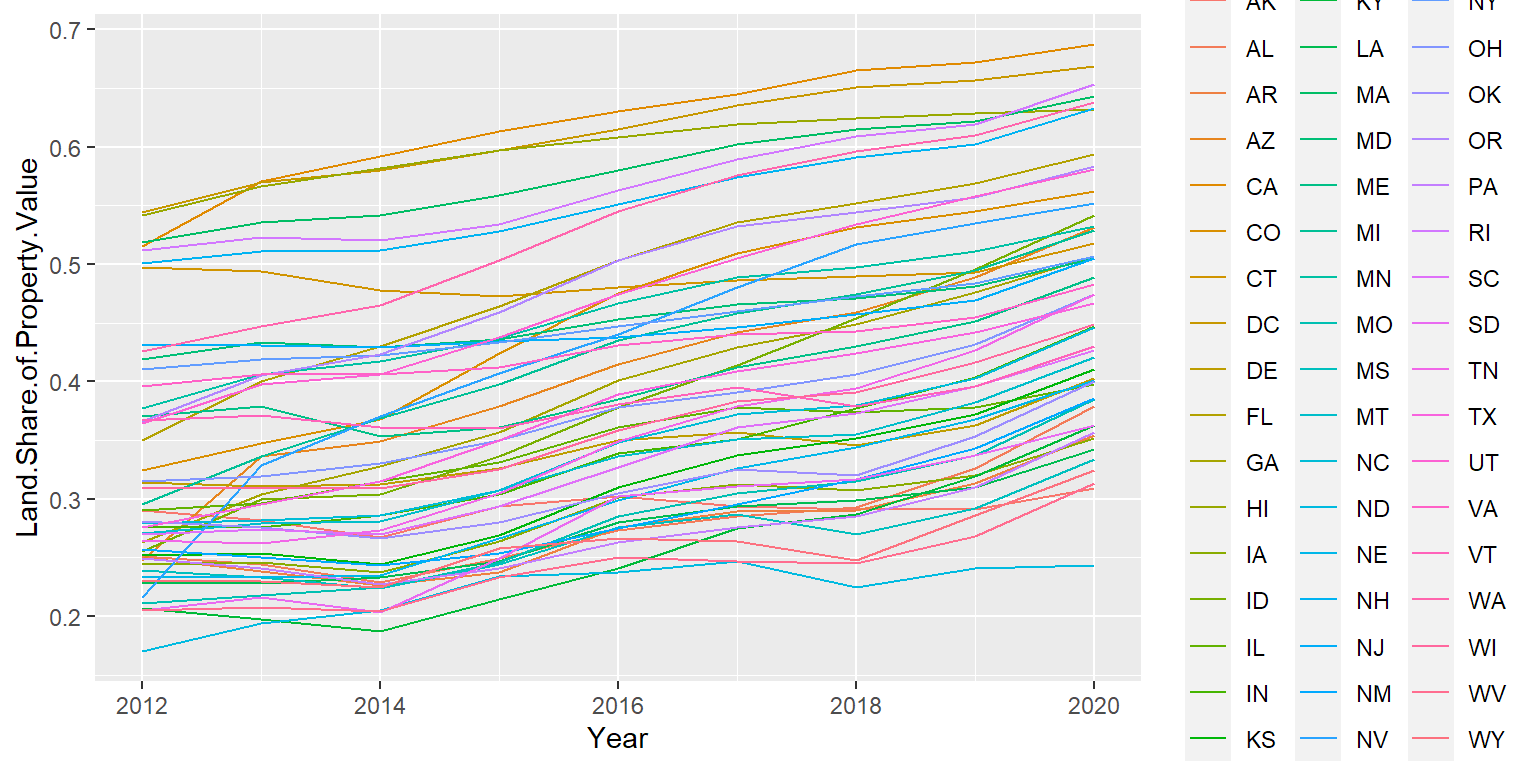 0.7
0.6
0.5
0.4
0.3
0.2
Land.Share.of.Property.Value
2012 2014 2016 2018 2020
Year
AK KY NY
AL LA OH
AR MA OK
AZ MD OR
CA ME PA
CO MI RI
CT MN SC
DC MO SD
DE MS TN
FL MT TX
GA NC UT
HI ND VA
IA NE VT
ID NH WA
IL NJ WI
IN NM WV
KS NV WY